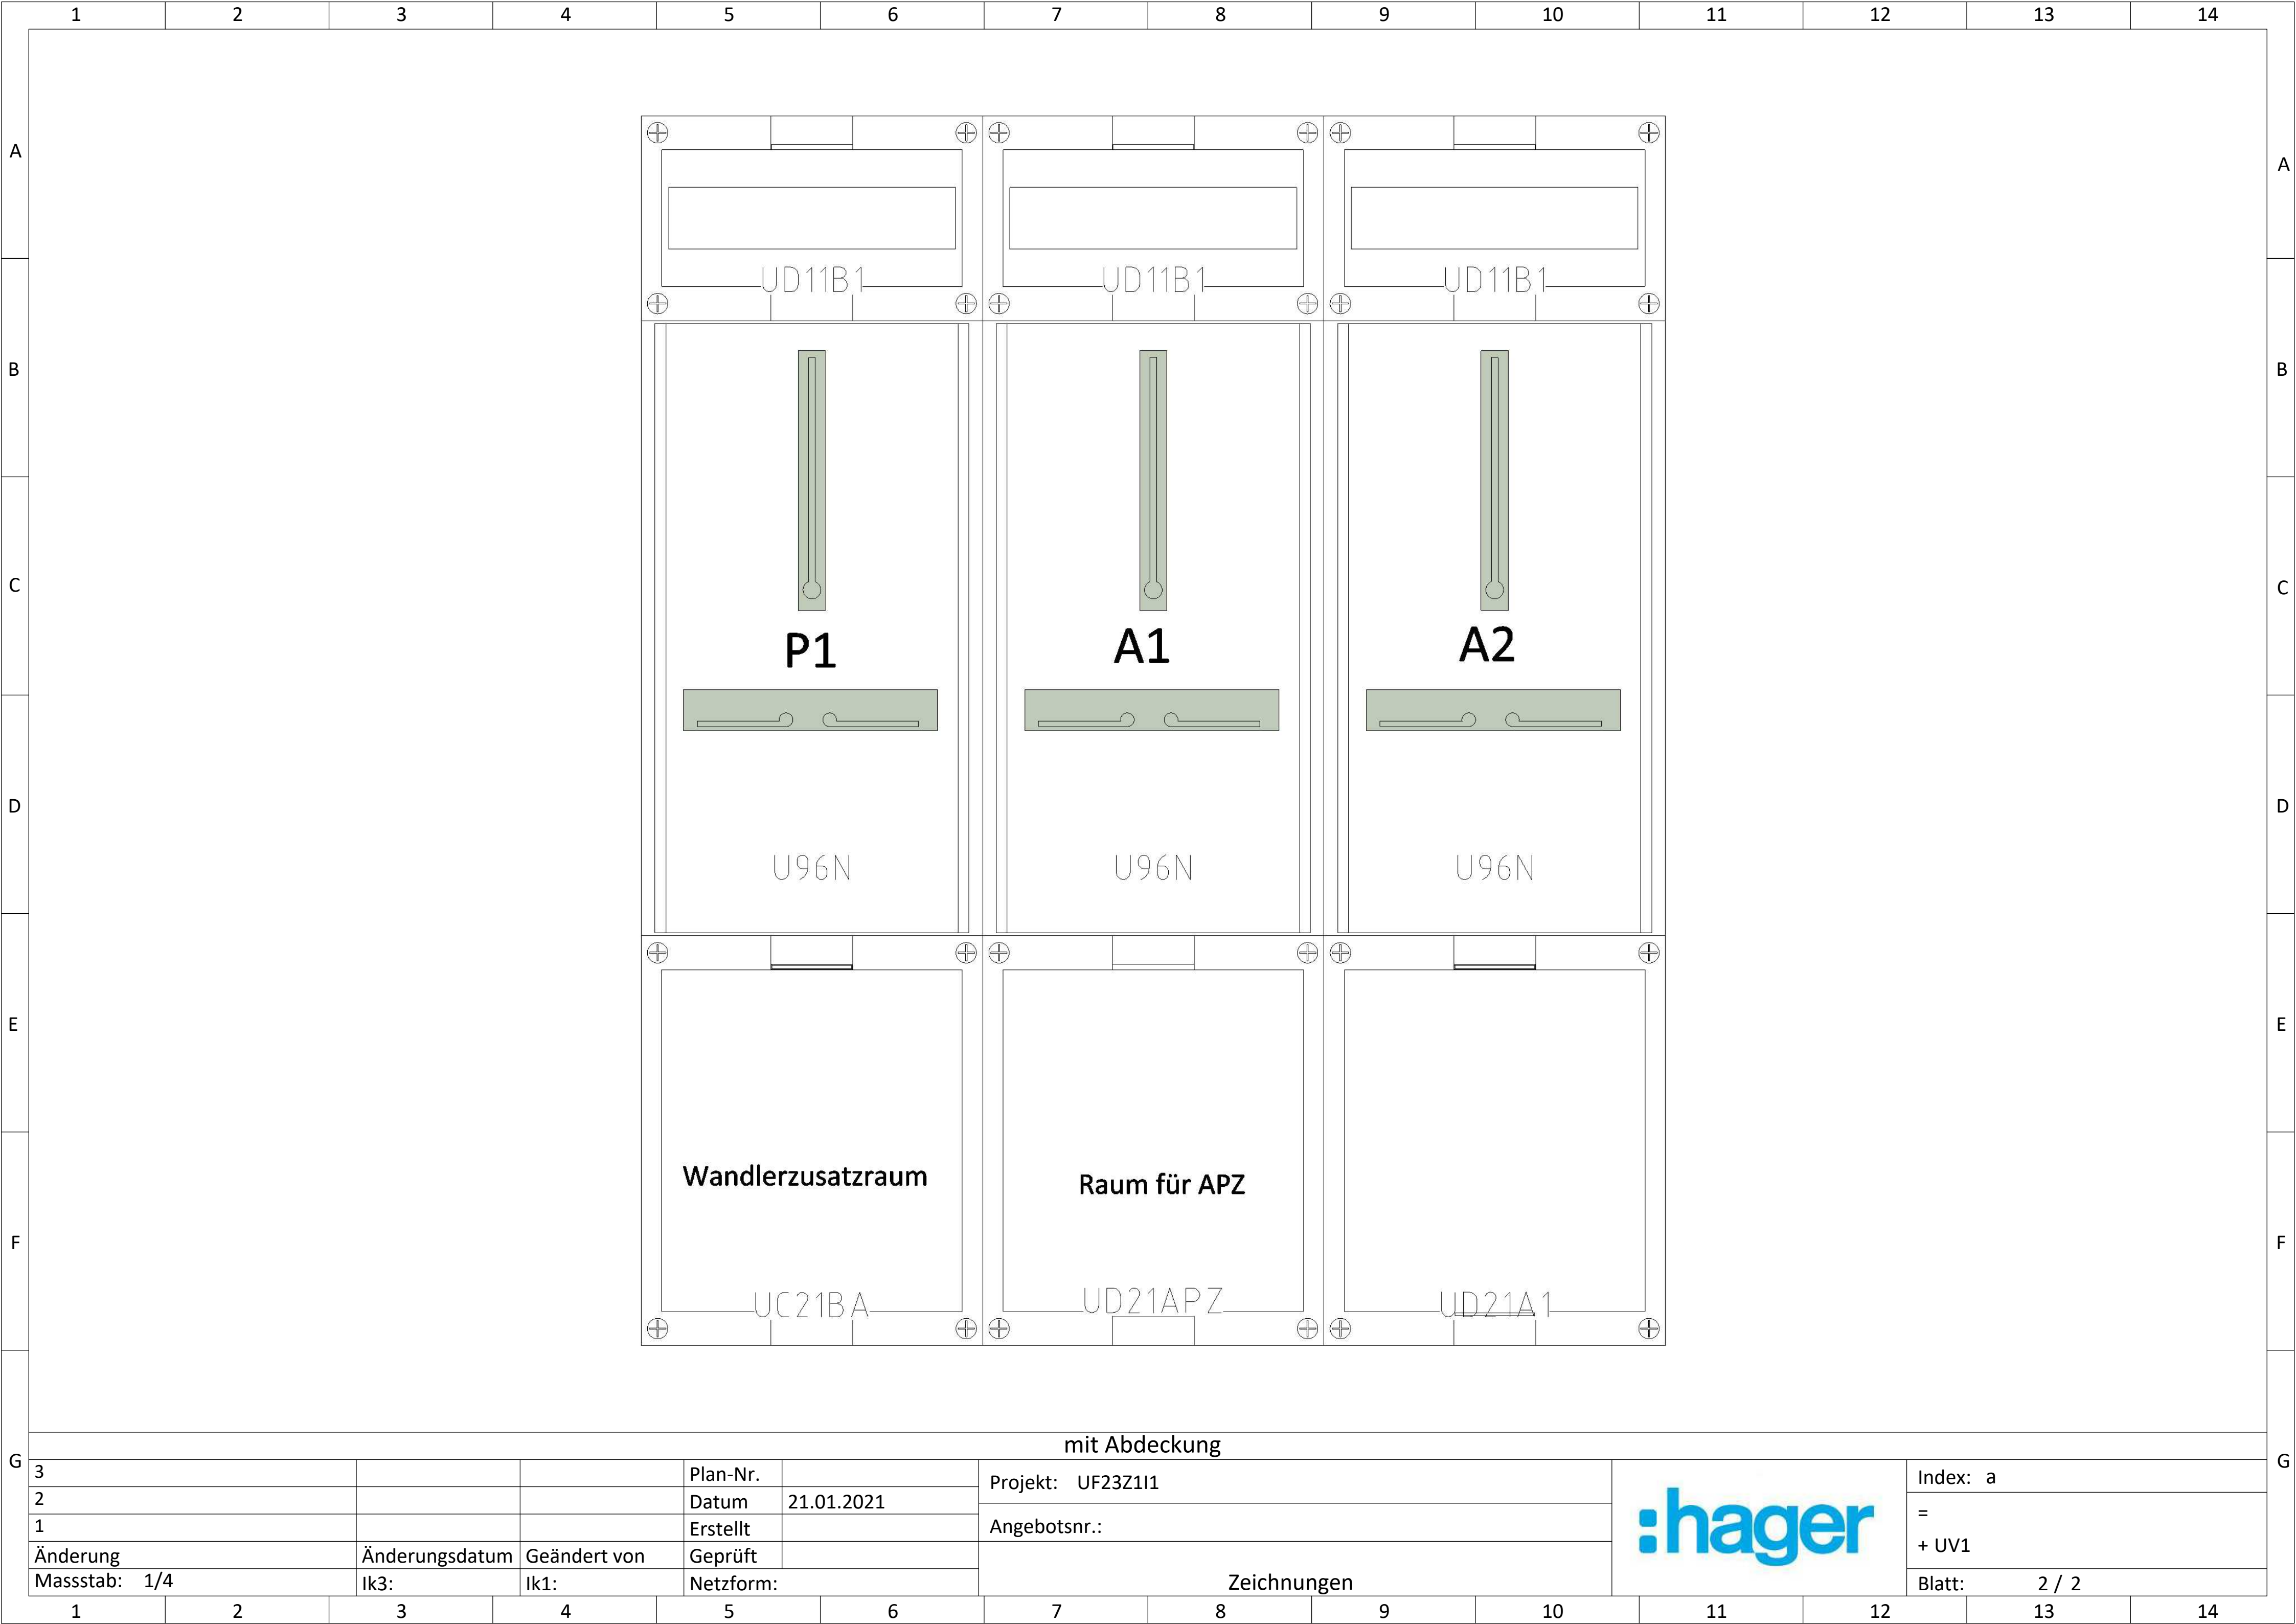 1 2 3 4 5 6 7 8 9 10 11 12 13 14
A A
UD11B1 UD11B1 UD11B1
B B
C C
P1 A1 A2
D D
U96N U96N U96N
E E
Wandlerzusatzraum Raum für APZ
F F
UC21BA UD21APZ UD21A1
mit Abdeckung
G G
3 Plan-Nr. Projekt: UF23Z1I1 Index: a
2 Datum 21.01.2021 =
1 Erstellt Angebotsnr.: :hager + UV1
Änderung Änderungsdatum Geändert von Geprüft
Massstab: 1/4 Ik3: Ik1: Netzform: Zeichnungen Blatt: 2 / 2
1 2 3 4 5 6 7 8 9 10 11 12 13 14